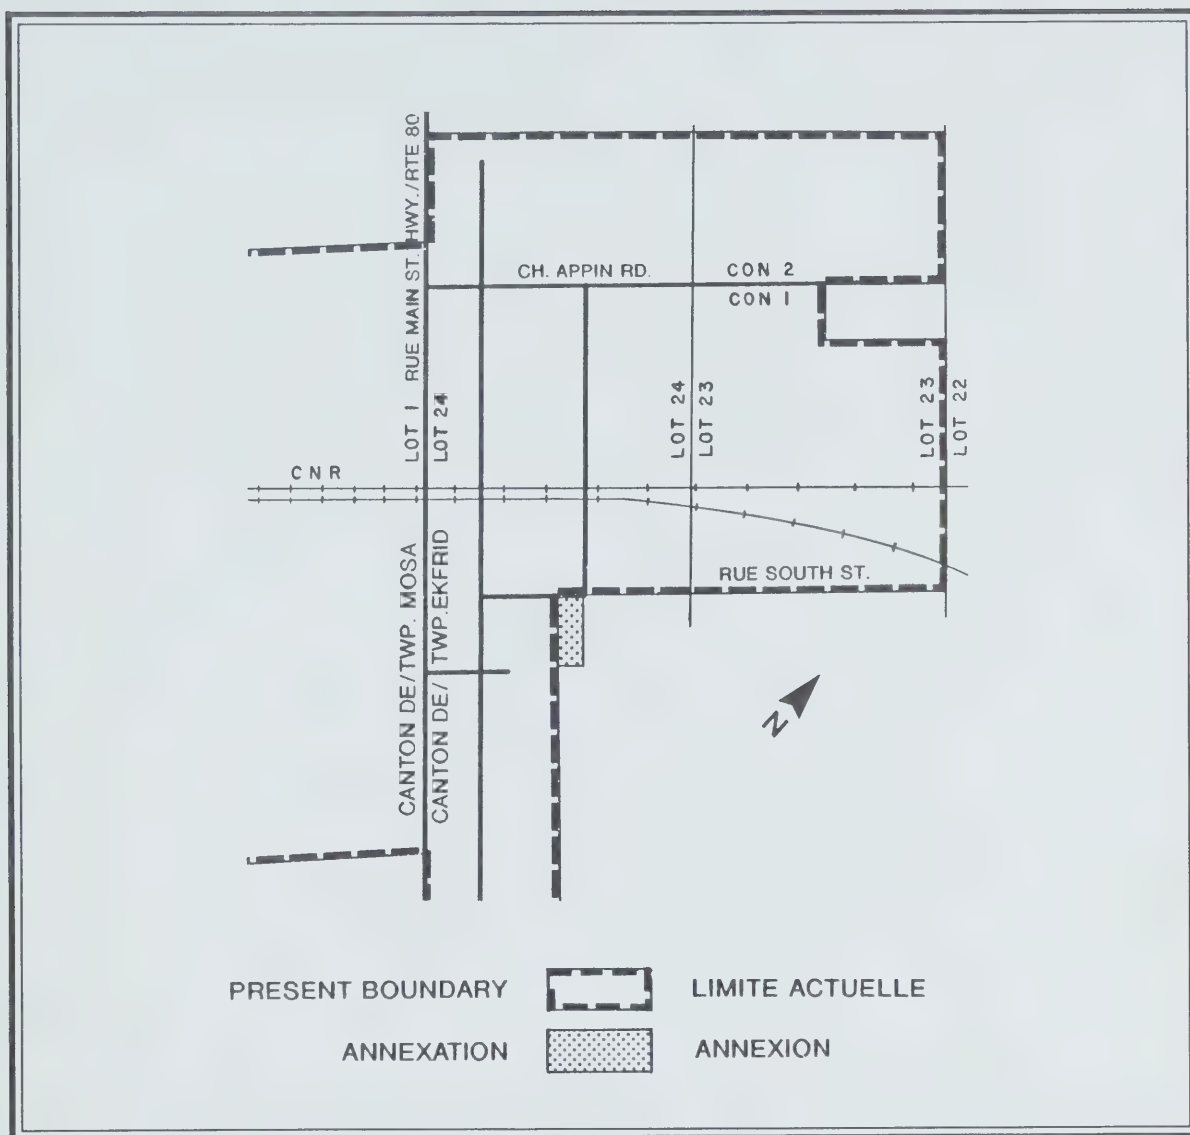 RUE MAIN ST. HWY./RTE 80
CH. APPIN RD.
CON 2
CON I
LOT I
LOT 24
LOT 24
LOT 23
LOT 23
LOT 22
CNR
CANTON DE/TWP. MOSA
CANTON DE/ TWP. EKFRID
RUE SOUTH ST.
N
PRESENT BOUNDARY LIMITE ACTUELLE
ANNEXATION ANNEXION